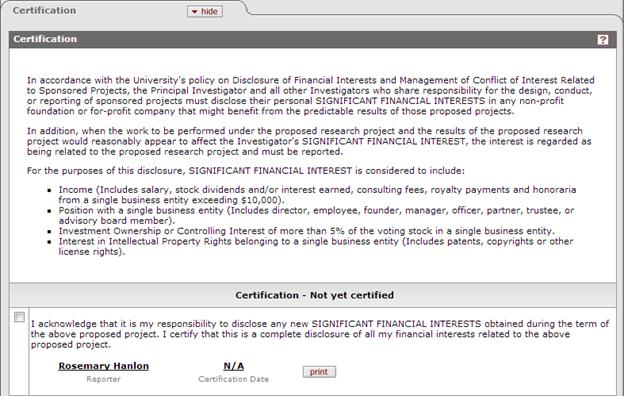 Certification
▼ hide
Certification
?
In accordance with the University's policy on Disclosure of Financial Interests and Management of Conflict of Interest Related
to Sponsored Projects, the Principal Investigator and all other Investigators who share responsibility for the design, conduct,
or reporting of sponsored projects must disclose their personal SIGNIFICANT FINANCIAL INTERESTS in any non-profit
foundation or for-profit company that might benefit from the predictable results of those proposed projects.
In addition, when the work to be performed under the proposed research project and the results of the proposed research
project would reasonably appear to affect the Investigator's SIGNIFICANT FINANCIAL INTEREST, the interest is regarded as
being related to the proposed research project and must be reported.
For the purposes of this disclosure, SIGNIFICANT FINANCIAL INTEREST is considered to include:
▪ Income (Includes salary, stock dividends and/or interest earned, consulting fees, royalty payments and honoraria
from a single business entity exceeding $10,000).
▪ Position with a single business entity (Includes director, employee, founder, manager, officer, partner, trustee, or
advisory board member).
▪ Investment Ownership or Controlling Interest of more than 5% of the voting stock in a single business entity.
▪ Interest in Intellectual Property Rights belonging to a single business entity (Includes patents, copyrights or other
license rights).
Certification - Not yet certified
I acknowledge that it is my responsibility to disclose any new SIGNIFICANT FINANCIAL INTERESTS obtained during the term of
the above proposed project. I certify that this is a complete disclosure of all my financial interests related to the above
proposed project.
Rosemary Hanlon N/A print
Reporter Certification Date